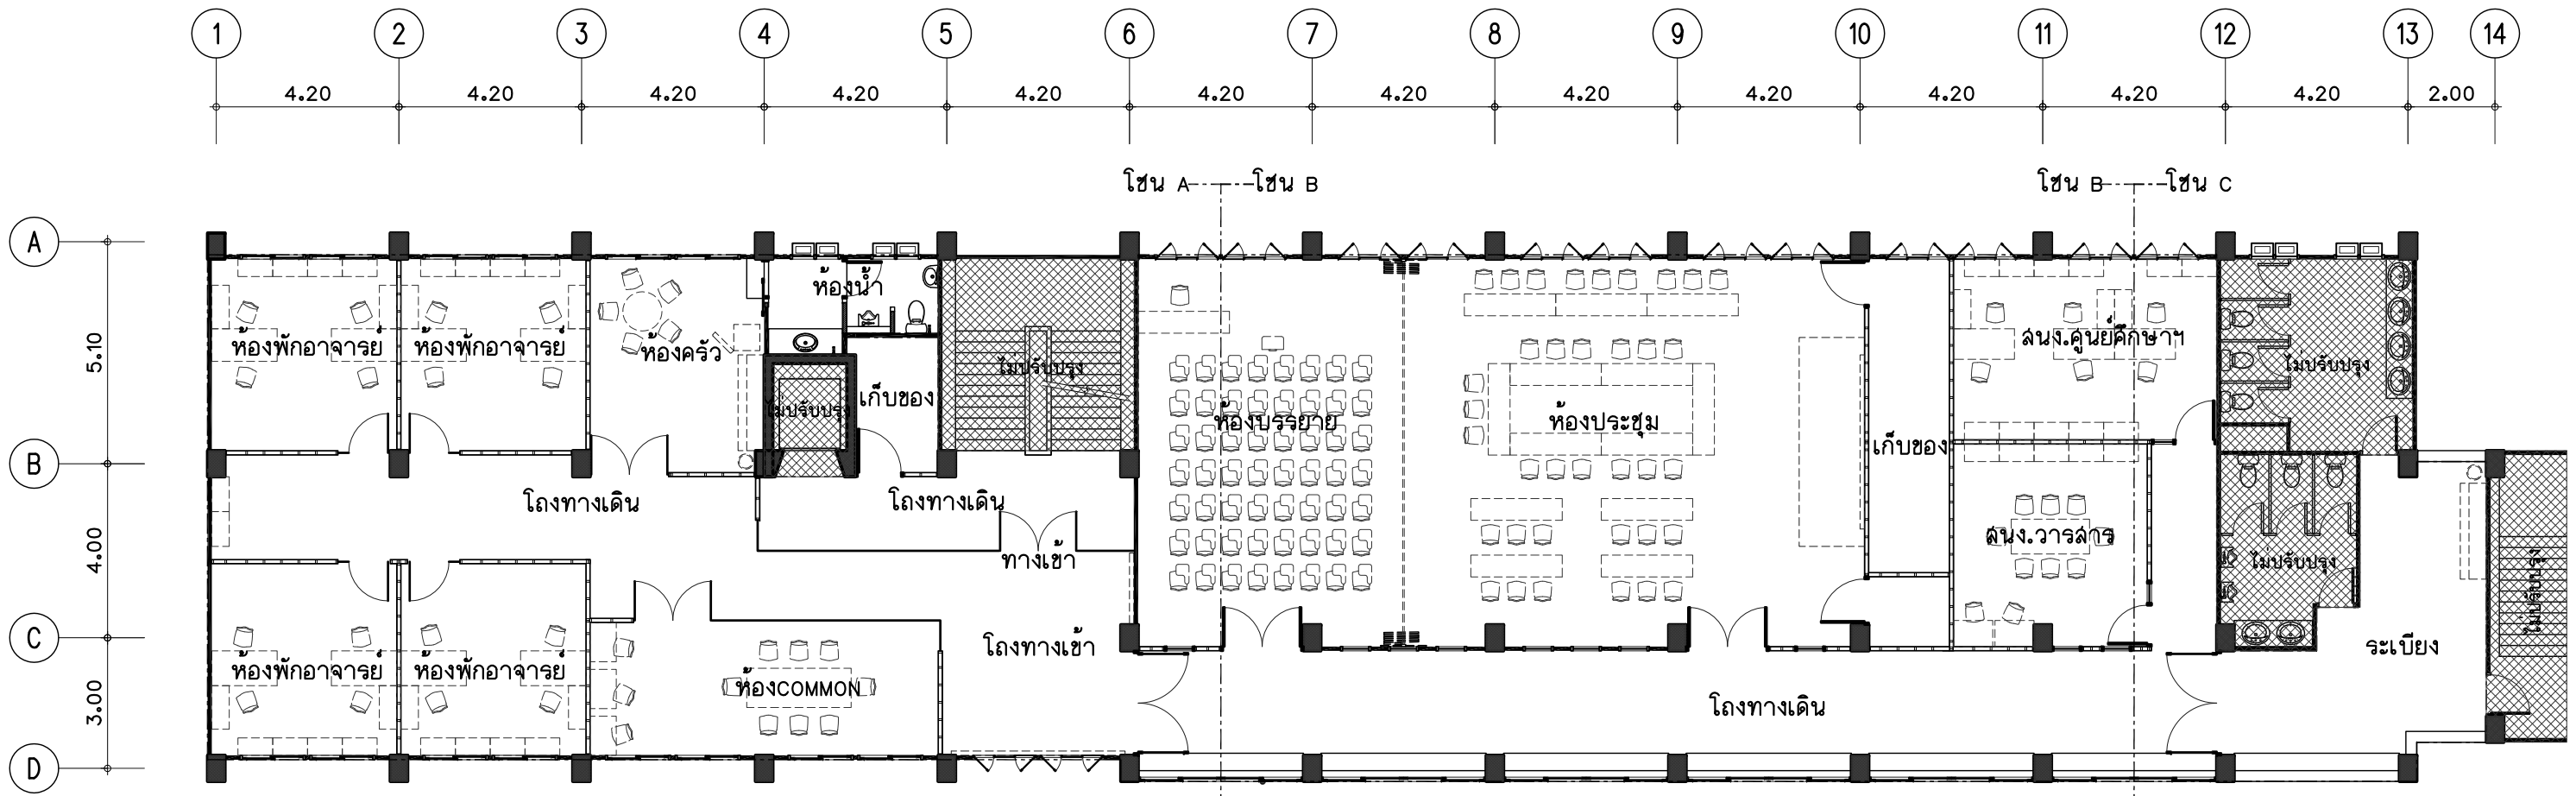 1 2 3 4 5 6 7 8 9 10 11 12 13 14
4.20 4.20 4.20 4.20 4.20 4.20 4.20 4.20 4.20 4.20 4.20 4.20 2.00
โซน A โซน B โซน B โซน C
A
B
C
D
5.10
4.00
3.00
ห้องน้ำ
ห้องพักอาจารย์ ห้องพักอาจารย์ ห้องครัว ไม่ปรับปรุง สนง.ศูนย์ศึกษาฯ ไม่ปรับปรุง
ไม่ปรับปรุง เก็บของ ห้องบรรยาย ห้องประชุม เก็บของ
โถงทางเดิน โถงทางเดิน
ทางเข้า สนง.วารสาร ไม่ปรับปรุง ไม่ปรับปรุง
โถงทางเข้า ระเบียง
ห้องพักอาจารย์ ห้องพักอาจารย์ ห้องCOMMON โถงทางเดิน